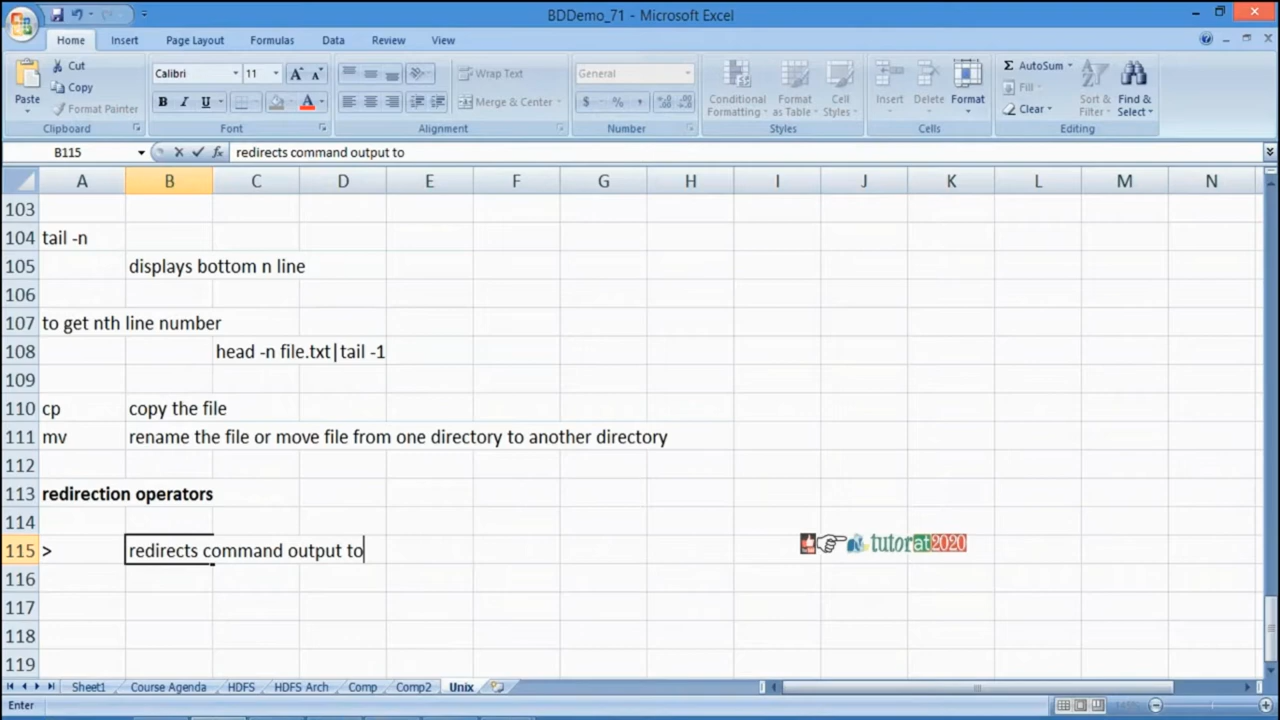 BDDemo_71 - Microsoft Excel
Home Insert Page Layout Formulas Data Review View
Paste Cut Copy Format Painter
Clipboard
Calibri 11 A A
B I U A
Font
Wrap Text
Merge & Center
Alignment
General
$ % ,
Number
Conditional Formatting
Format as Table
Cell Styles
Styles
Insert Delete Format
Cells
AutoSum
Fill
Clear
Sort & Filter
Find & Select
Editing
B115 fx redirects command output to
A B C D E F G H I J K L M N
103
104 tail -n
105 displays bottom n line
106
107 to get nth line number
108 head -n file.txt|tail -1
109
110 cp copy the file
111 mv rename the file or move file from one directory to another directory
112
113 redirection operators
114
115 > redirects command output to tutorat2020
116
117
118
119
Sheet1 Course Agenda HDFS HDFS Arch Comp Comp2 Unix
Enter